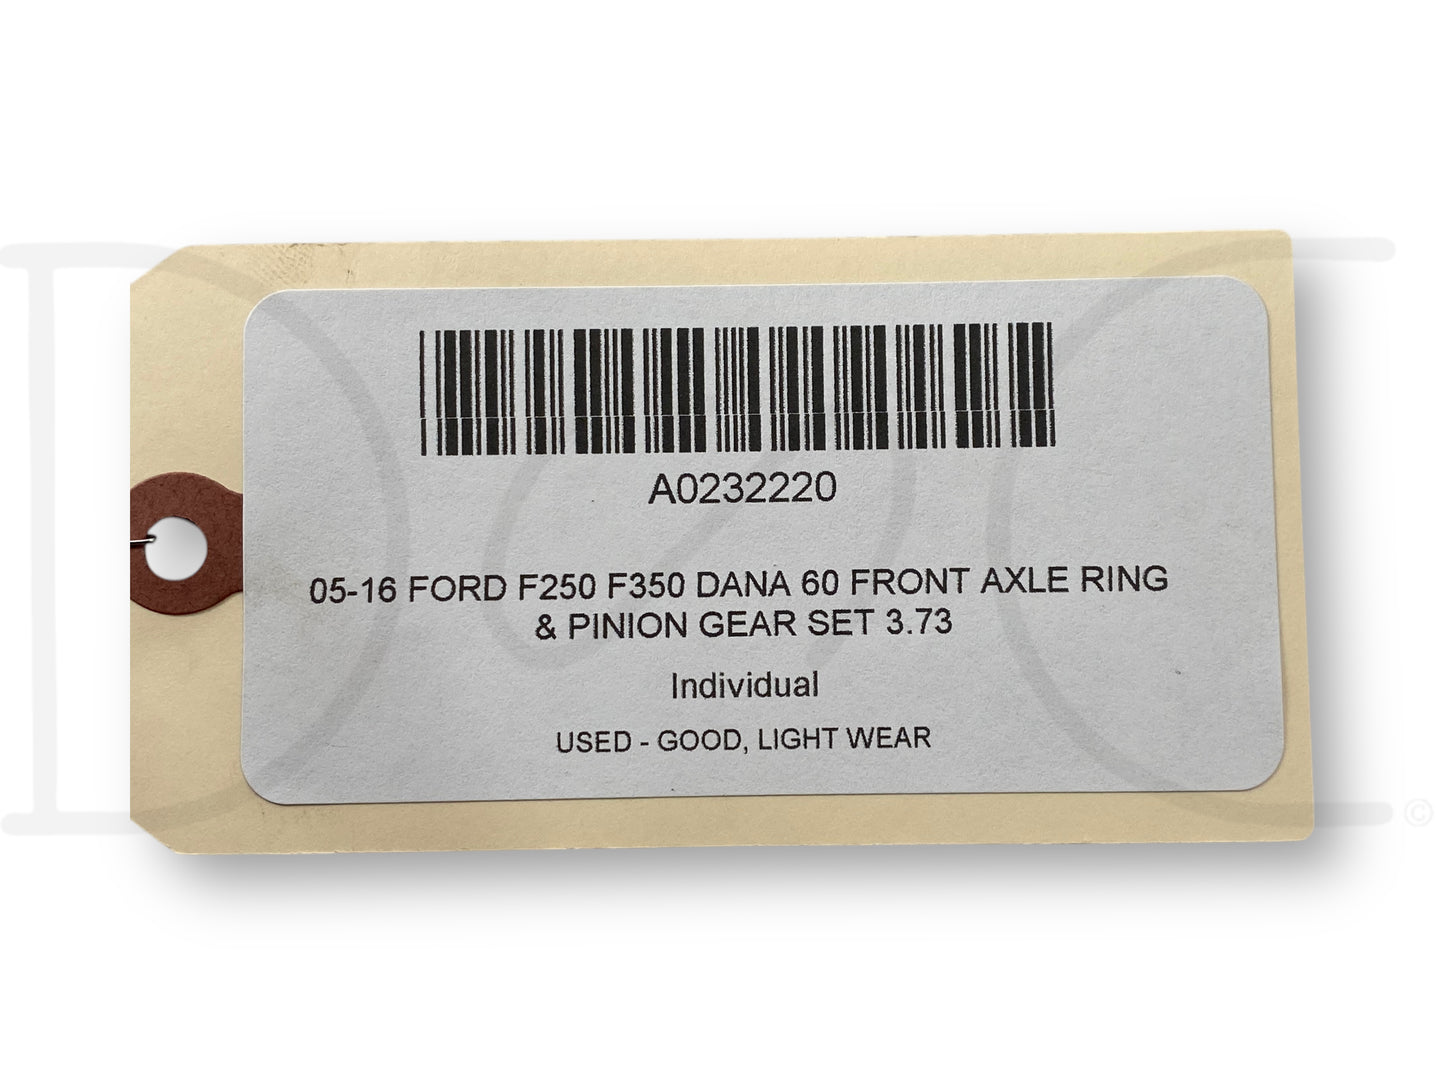 A0232220
05-16 FORD F250 F350 DANA 60 FRONT AXLE RING
& PINION GEAR SET 3.73
Individual
USED - GOOD, LIGHT WEAR
©